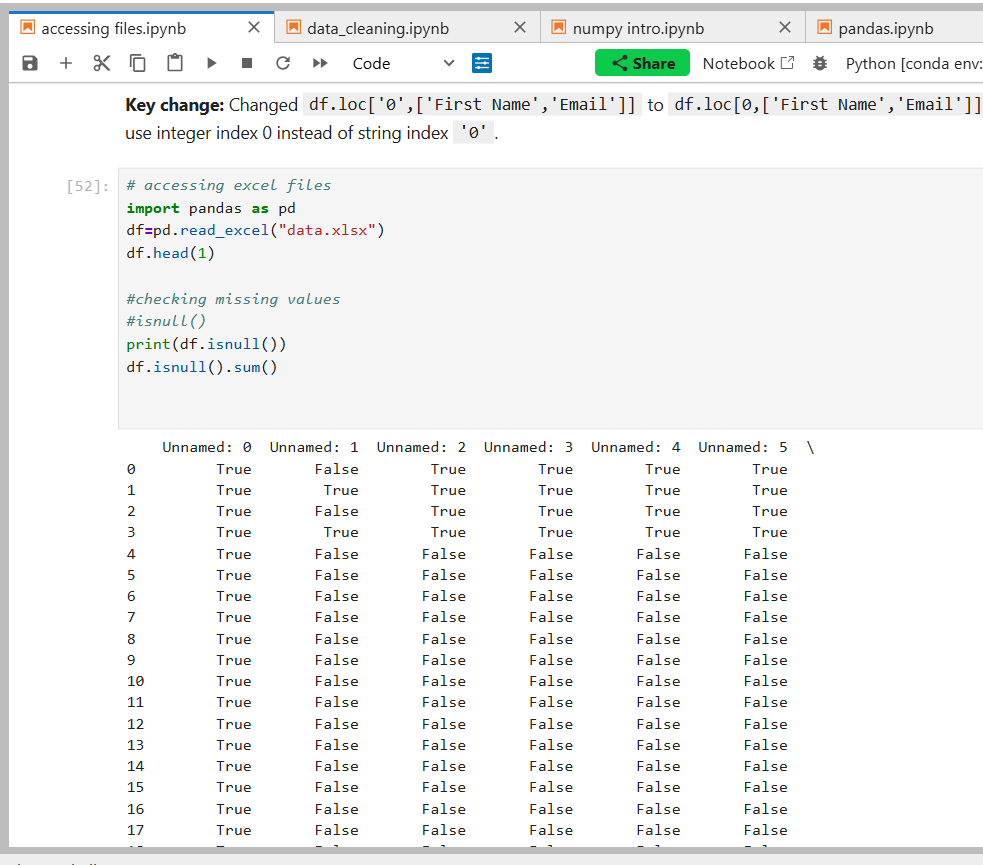 accessing files.ipynb
data_cleaning.ipynb
numpy intro.ipynb
pandas.ipynb
Code
Share
Notebook
Python [conda env:
Key change: Changed df.loc['0',['First Name','Email']] to df.loc[0,['First Name','Email']]
use integer index 0 instead of string index '0'.
[52]:
# accessing excel files
import pandas as pd
df=pd.read_excel("data.xlsx")
df.head(1)
#checking missing values
#isnull()
print(df.isnull())
df.isnull().sum()
Unnamed: 0 Unnamed: 1 Unnamed: 2 Unnamed: 3 Unnamed: 4 Unnamed: 5 \
0 True False True True True True
1 True True True True True True
2 True False True True True True
3 True True True True True True
4 True False False False False False
5 True False False False False False
6 True False False False False False
7 True False False False False False
8 True False False False False False
9 True False False False False False
10 True False False False False False
11 True False False False False False
12 True False False False False False
13 True False False False False False
14 True False False False False False
15 True False False False False False
16 True False False False False False
17 True False False False False False